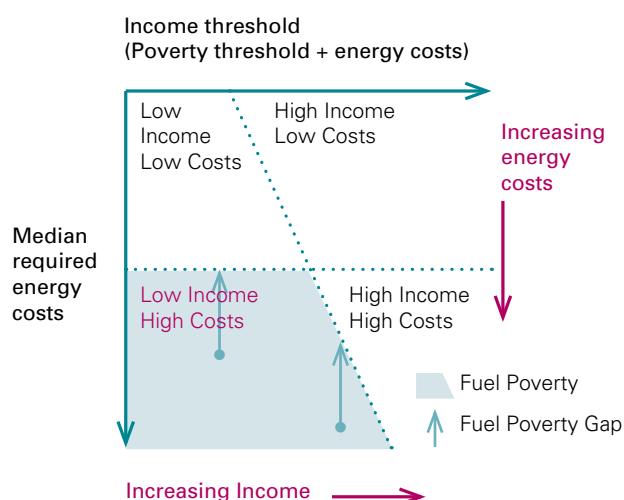 Income threshold
(Poverty threshold + energy costs)
Low
Income
Low Costs
High Income
Low Costs
Increasing
energy
costs
Median
required
energy
costs
Low Income
High Costs
High Income
High Costs
Fuel Poverty
Fuel Poverty Gap
Increasing Income